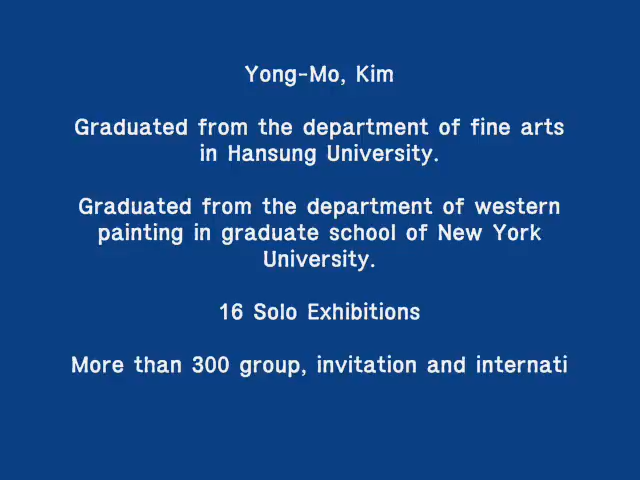 Yong-Mo, Kim
Graduated from the department of fine arts
in Hansung University.
Graduated from the department of western
painting in graduate school of New York
University.
16 Solo Exhibitions
More than 300 group, invitation and internati